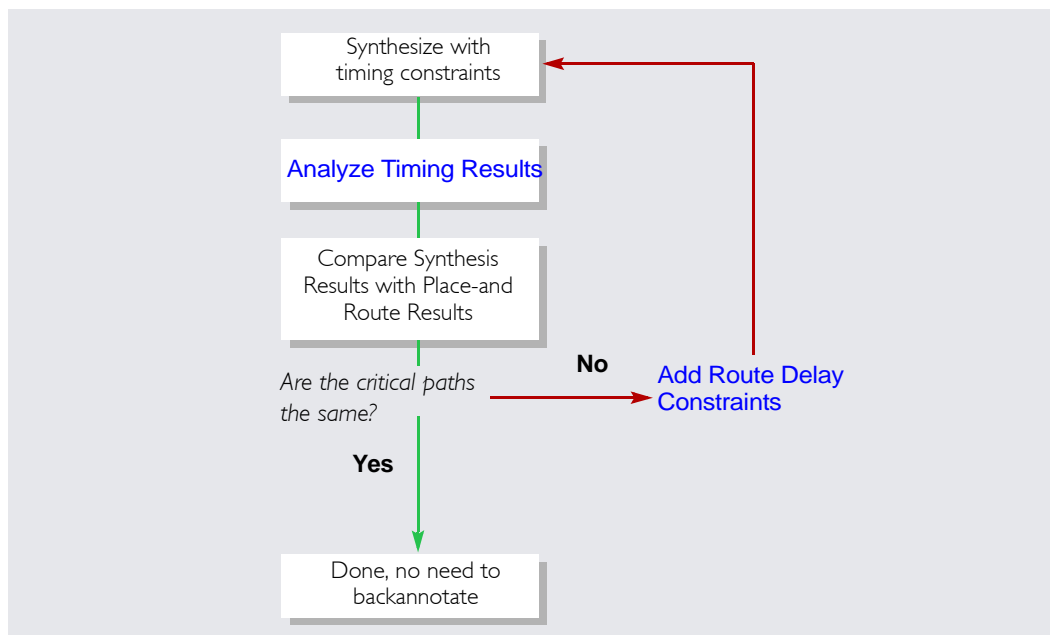 Synthesize with
timing constraints
Analyze Timing Results
Compare Synthesis
Results with Place-and
Route Results
Are the critical paths
the same?
No
Add Route Delay
Constraints
Yes
Done, no need to
backannotate